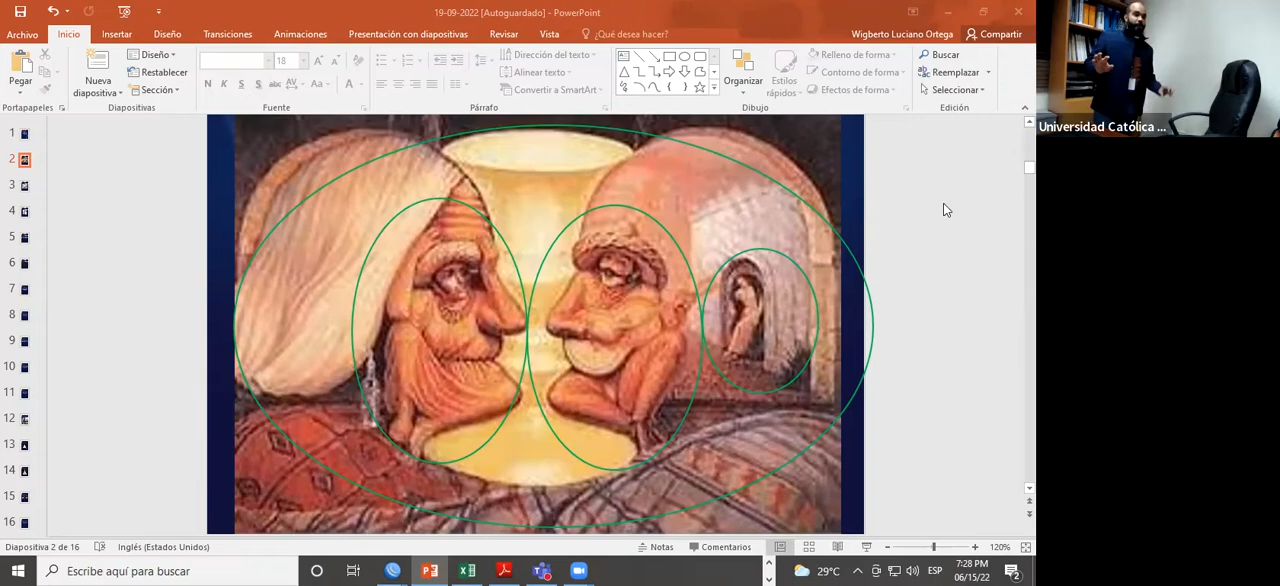 19-09-2022 [Autoguardado] - PowerPoint
Archivo Inicio Insertar Diseño Transiciones Animaciones Presentación con diapositivas Revisar Vista ¿Qué desea hacer? Wigberto Luciano Ortega Compartir
Pegar
Nueva diapositiva
Diseño
Restablecer
Sección
18
N K S S abc AV Aa A
Dirección del texto
Alinear texto
Convertir a SmartArt
Organizar
Estilos rápidos
Relleno de forma
Contorno de forma
Efectos de forma
Buscar
Reemplazar
Seleccionar
Portapapeles Diapositivas Fuente Párrafo Dibujo Edición
Universidad Católica ...
1
2
3
4
5
6
7
8
9
10
11
12
13
14
15
16
Diapositiva 2 de 16 Inglés (Estados Unidos) Notas Comentarios 120%
Escribe aquí para buscar
29°C
ESP
7:28 PM
06/15/22
2